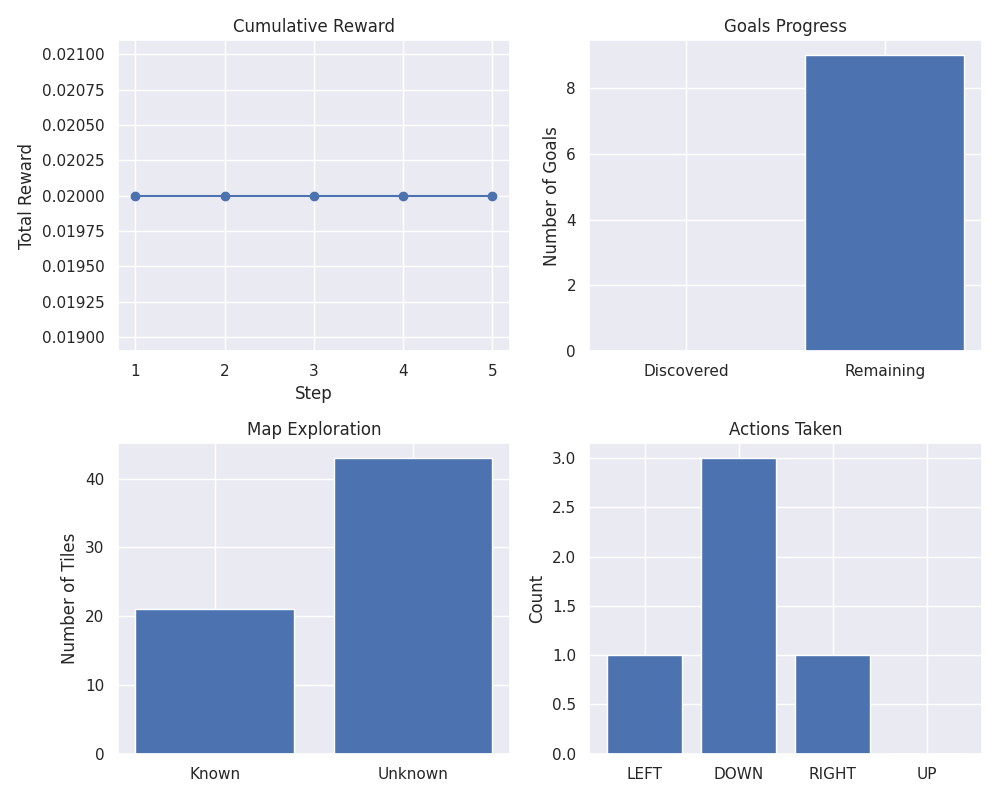 Cumulative Reward
0.02100
0.02075
0.02050
0.02025
0.02000
0.01975
0.01950
0.01925
0.01900
Total Reward
1 2 3 4 5
Step
Goals Progress
8
6
4
2
0
Number of Goals
Discovered Remaining
Map Exploration
40
30
20
10
0
Number of Tiles
Known Unknown
Actions Taken
3.0
2.5
2.0
1.5
1.0
0.5
0.0
Count
LEFT DOWN RIGHT UP